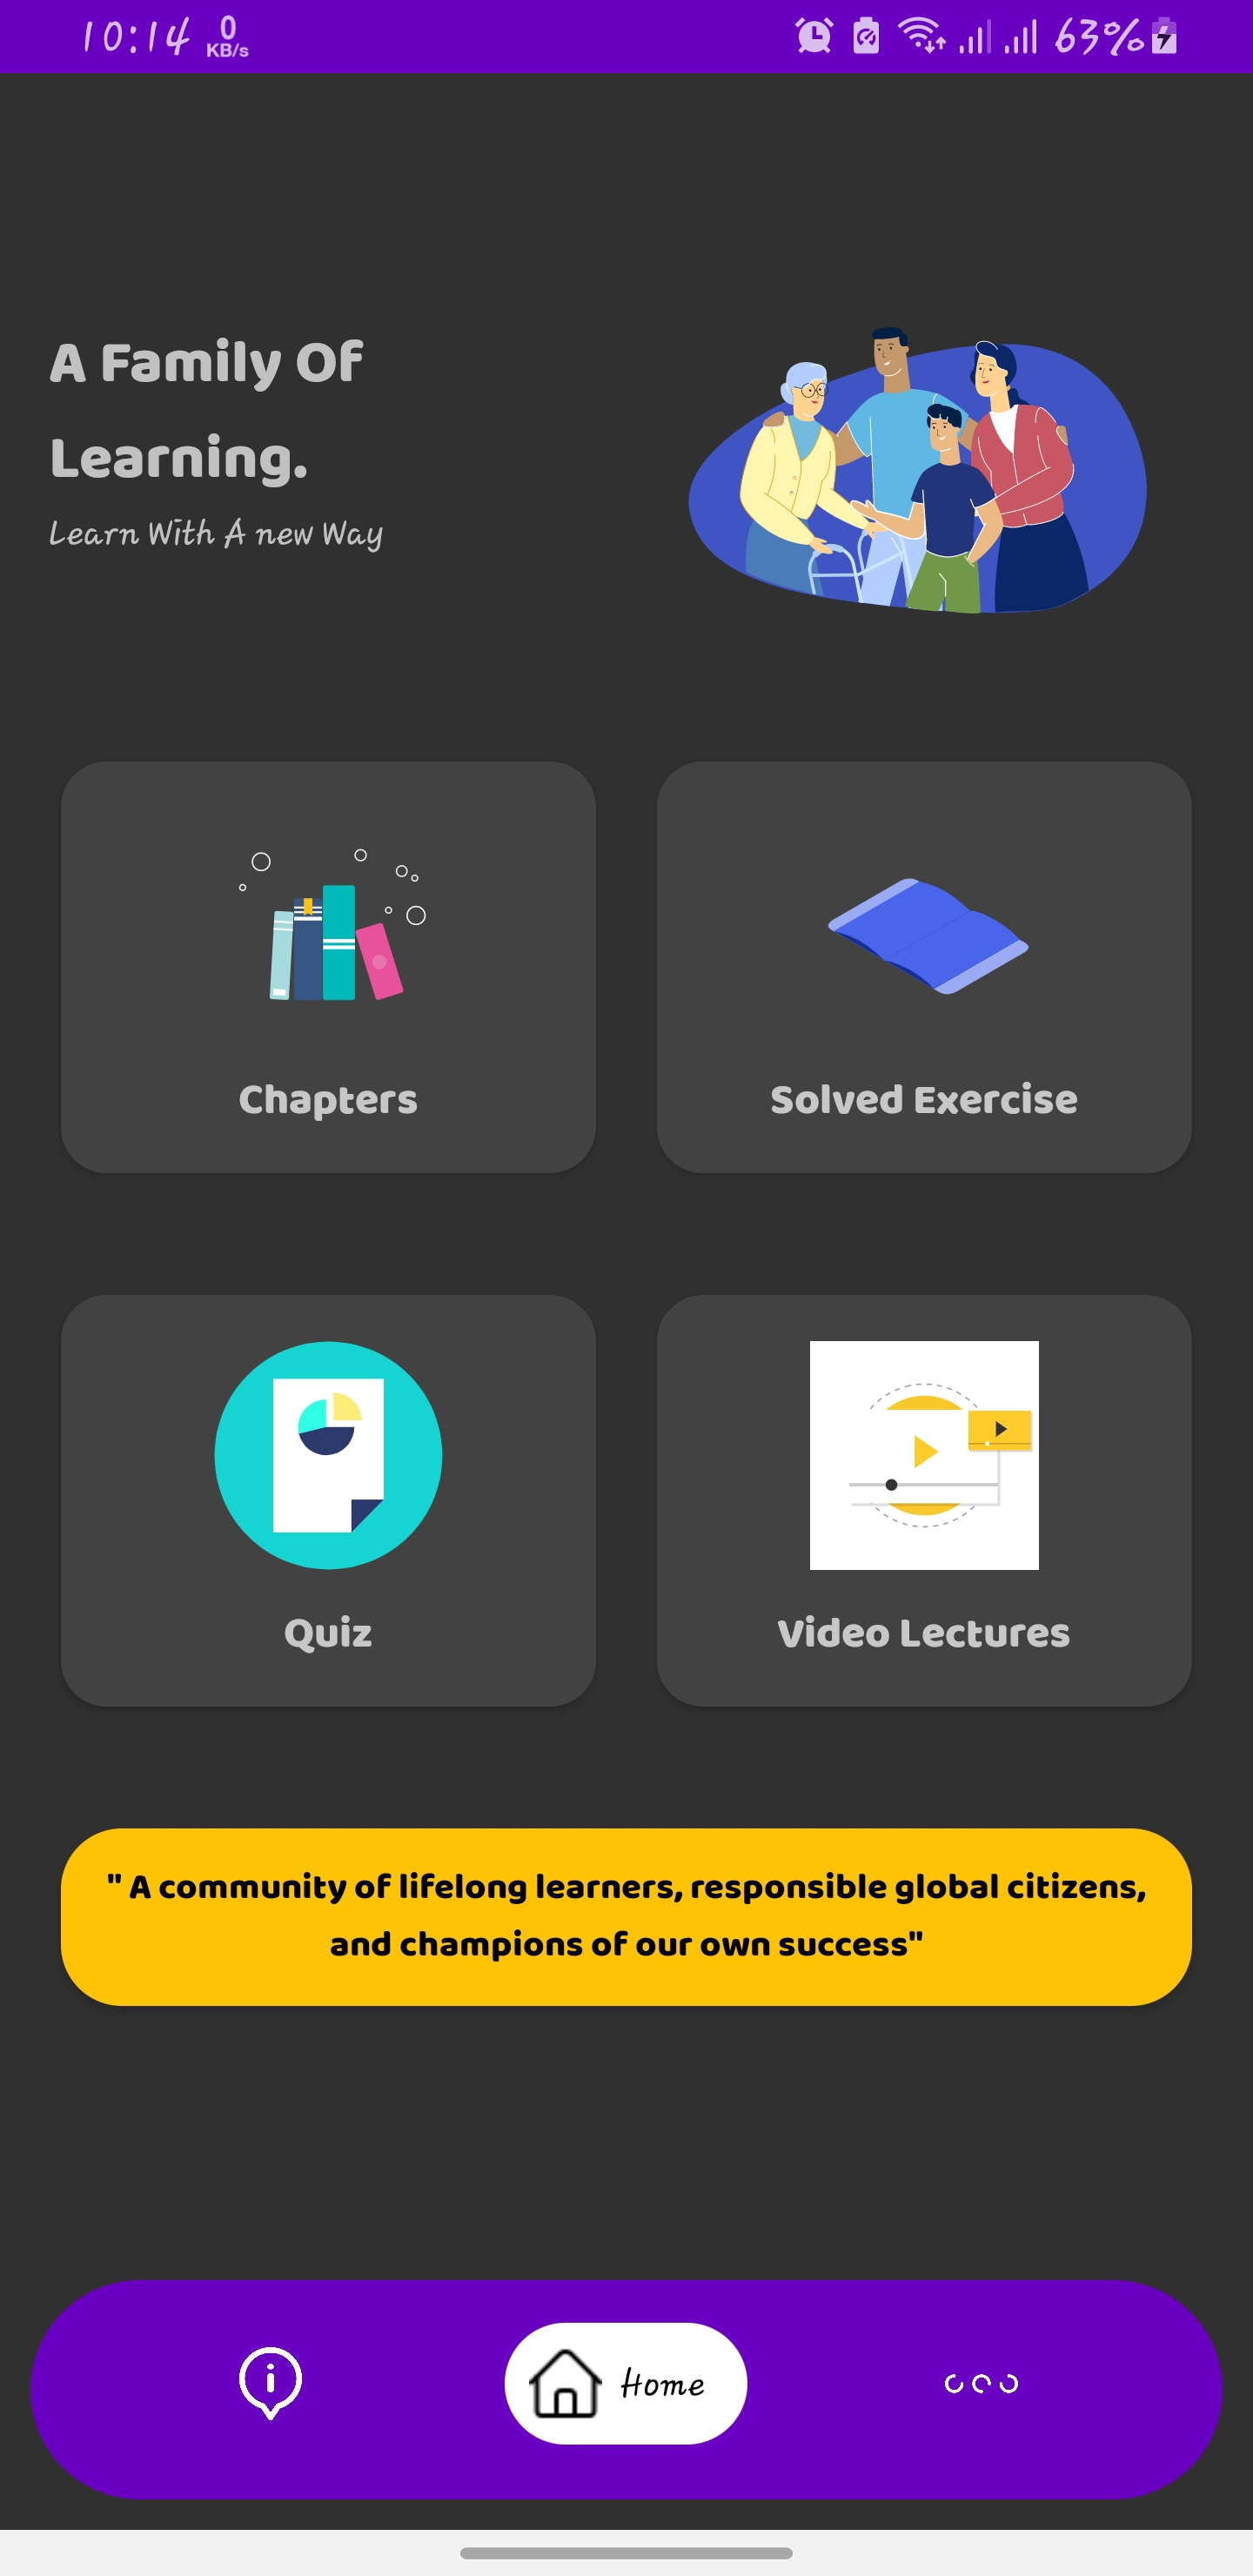 10:14 0 KB/s 63%
A Family Of
Learning.
Learn With A new Way
Chapters
Solved Exercise
Quiz
Video Lectures
" A community of lifelong learners, responsible global citizens,
and champions of our own success"
Home